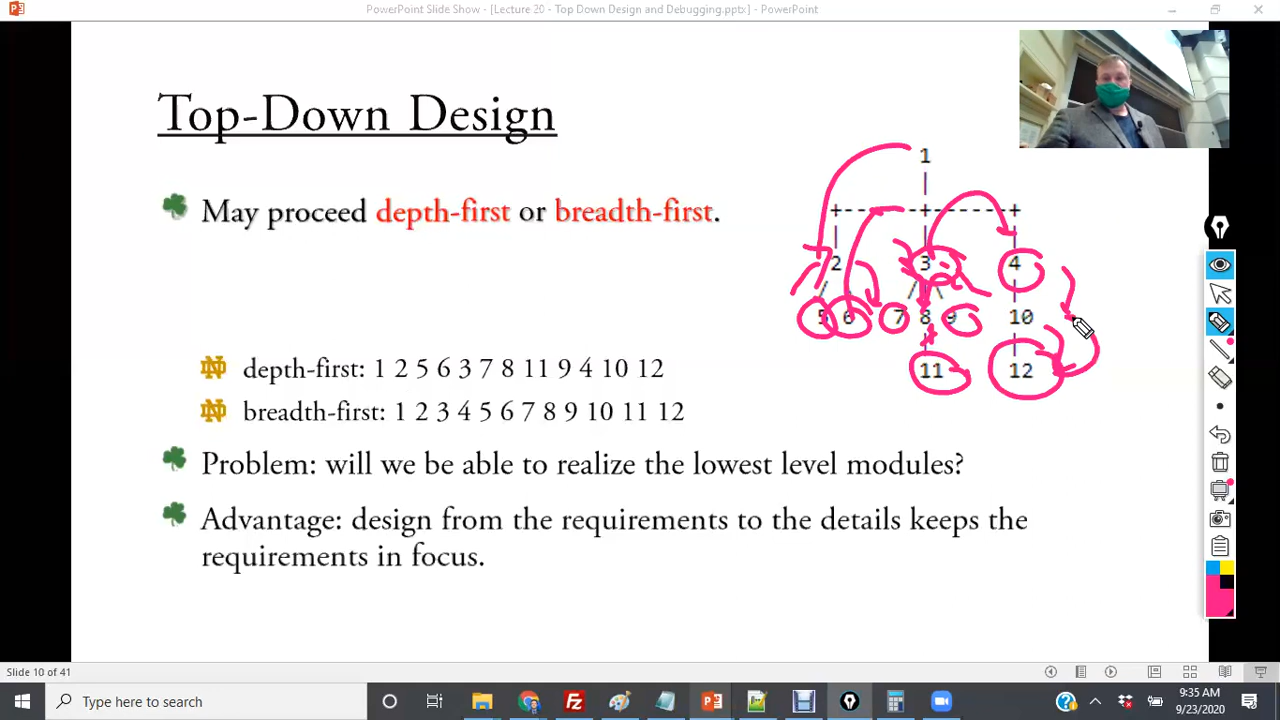 PowerPoint Slide Show - [Lecture 20 - Top Down Design and Debugging.pptx] - PowerPoint
Top-Down Design
May proceed depth-first or breadth-first.
1
+------+------+
2 3 4
/ / \
5 6 7 8 9 10
11 12
depth-first: 1 2 5 6 3 7 8 11 9 4 10 12
breadth-first: 1 2 3 4 5 6 7 8 9 10 11 12
Problem: will we be able to realize the lowest level modules?
Advantage: design from the requirements to the details keeps the
requirements in focus.
Slide 10 of 41
Type here to search
9:35 AM
9/23/2020